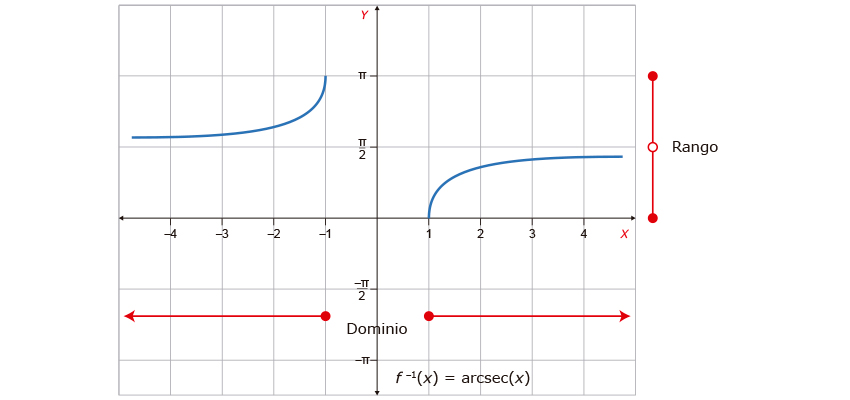 Y
π
π
2
Rango
–4 –3 –2 –1 1 2 3 4 X
–π
2
Dominio
–π
f ⁻¹(x) = arcsec(x)